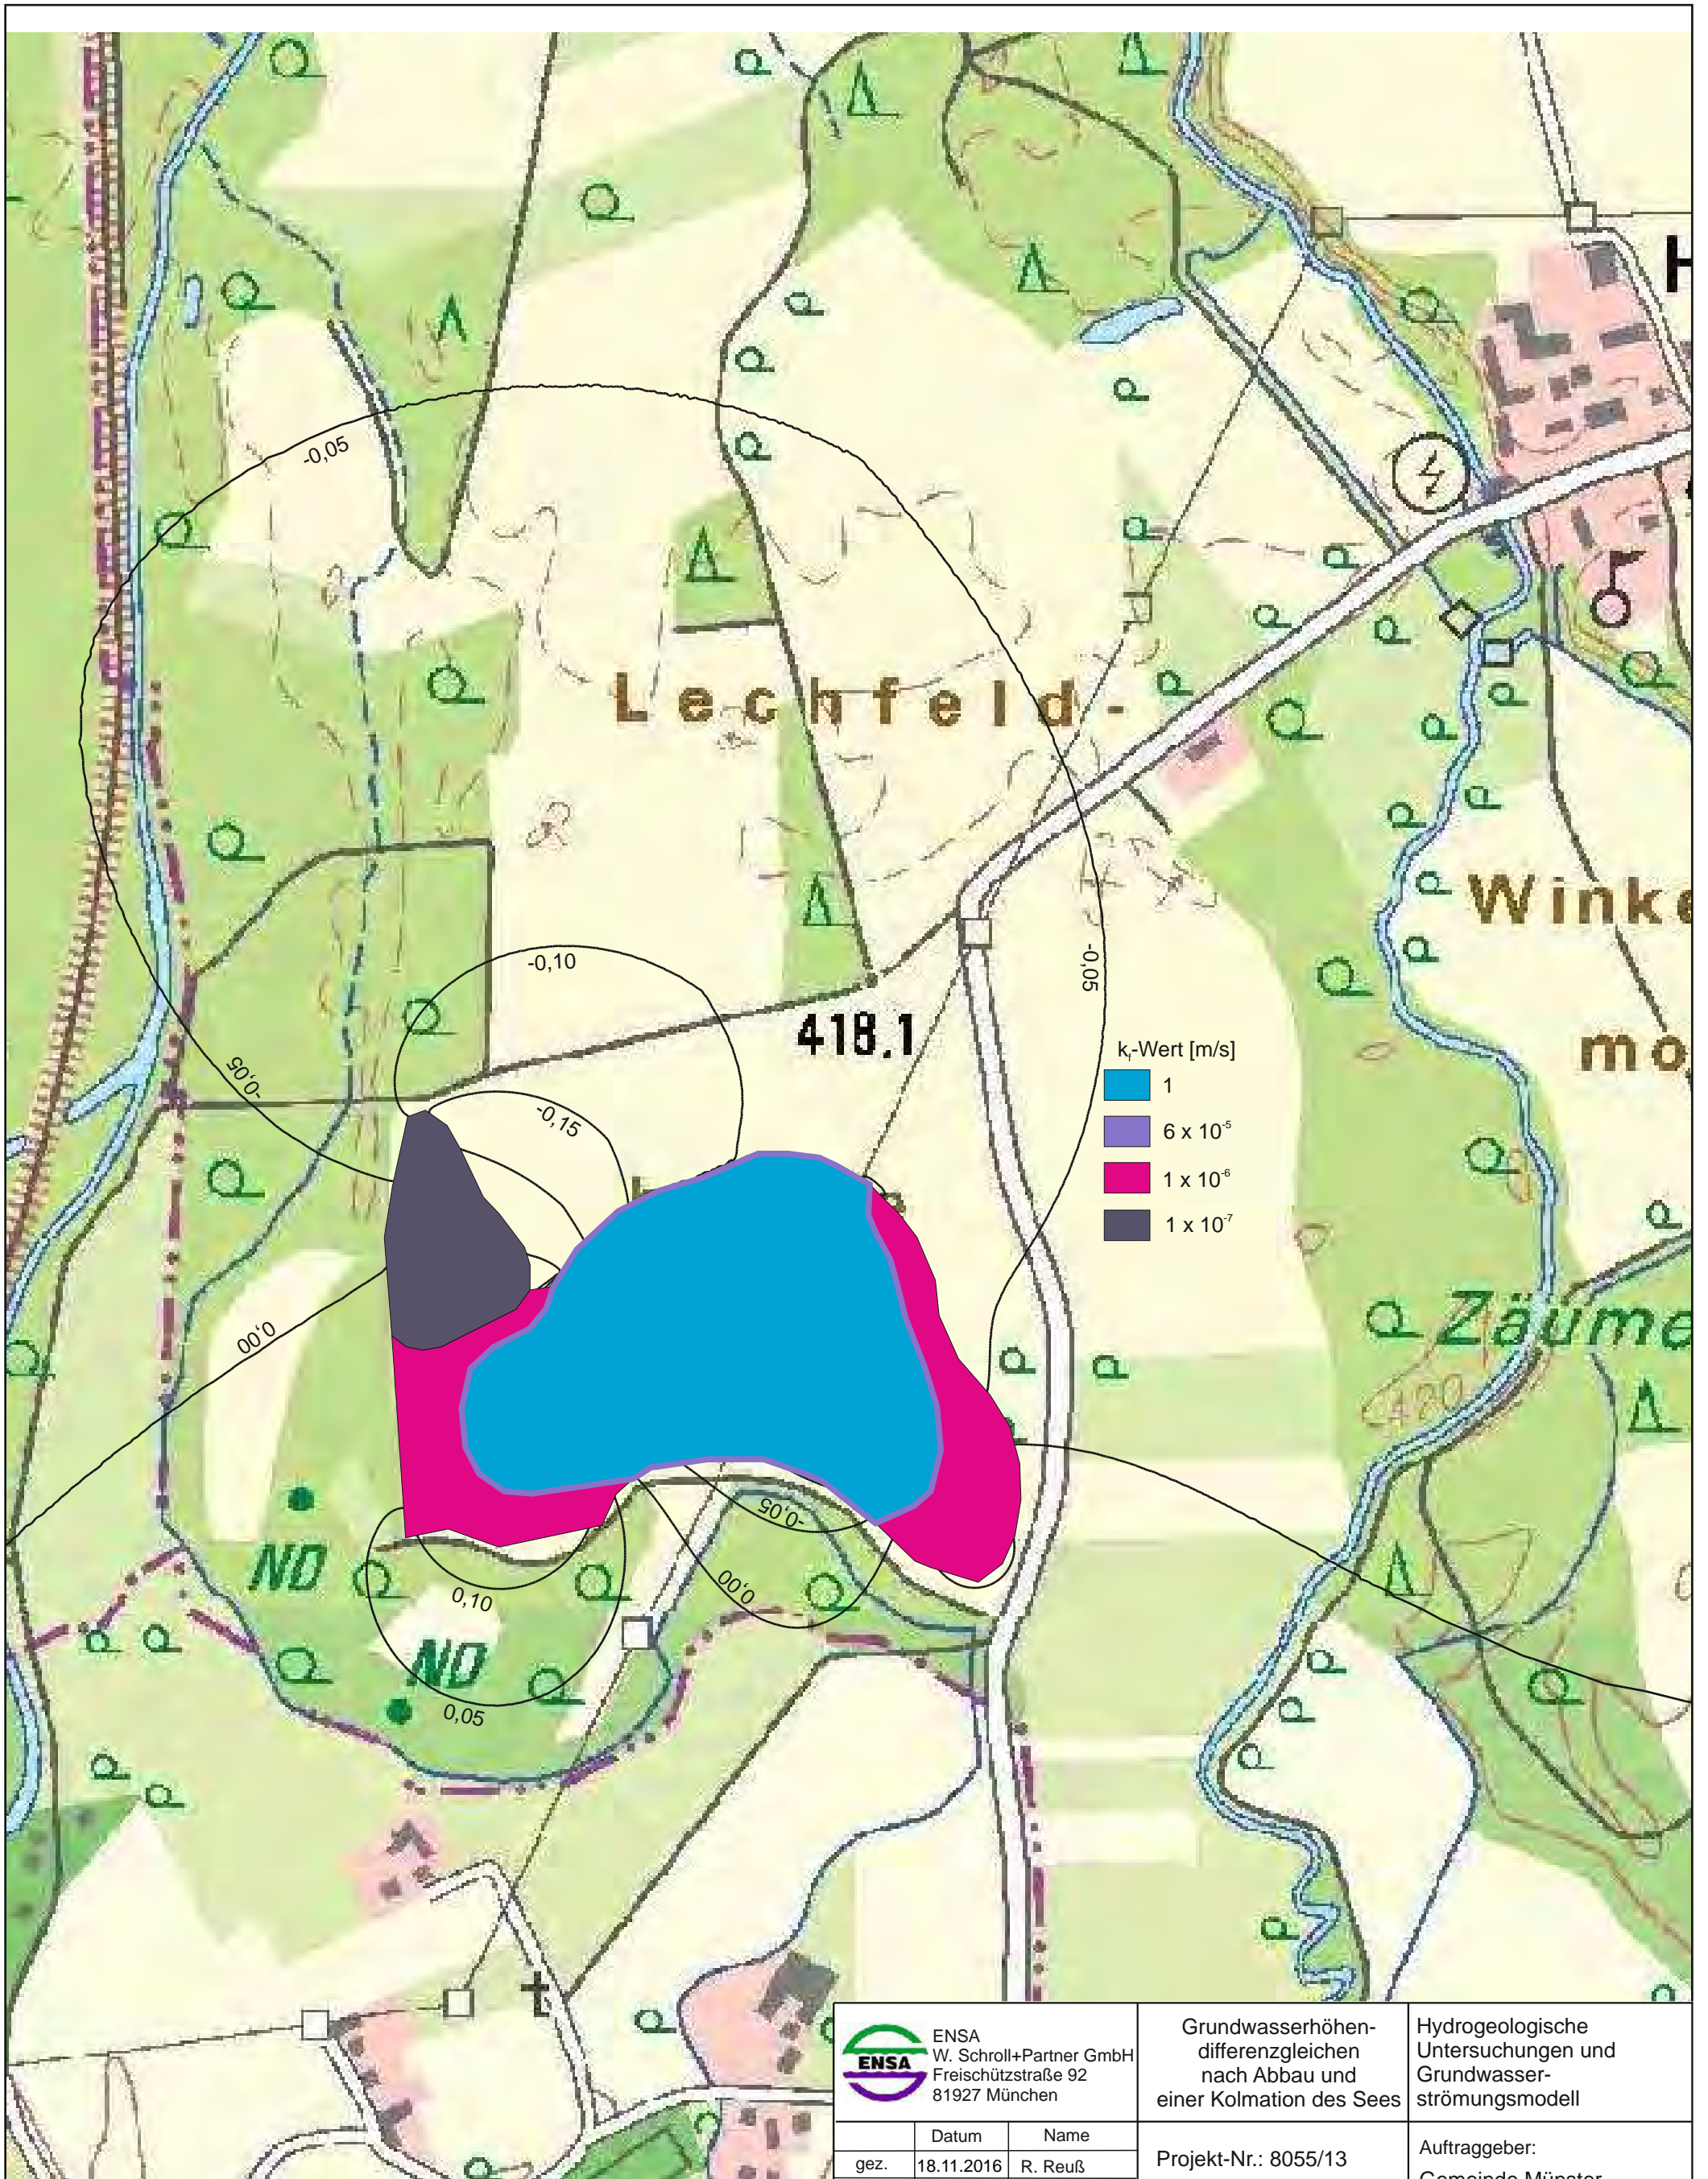 -0,05
Lechfeld-
Winke
-0,10
-0,05
418.1
mo
-0,05
-0,15
kf-Wert [m/s]
1
6 x 10-5
1 x 10-6
1 x 10-7
0,00
Zäume
420
-0,05
ND
0,10
0,00
ND
0,05
ENSA
ENSA
W. Schroll+Partner GmbH
Freischützstraße 92
81927 München
Grundwasserhöhen-
differenzgleichen
nach Abbau und
einer Kolmation des Sees
Hydrogeologische
Untersuchungen und
Grundwasser-
strömungsmodell
Datum Name
gez. 18.11.2016 R. Reuß
Projekt-Nr.: 8055/13
Auftraggeber:
Gemeinde Münster